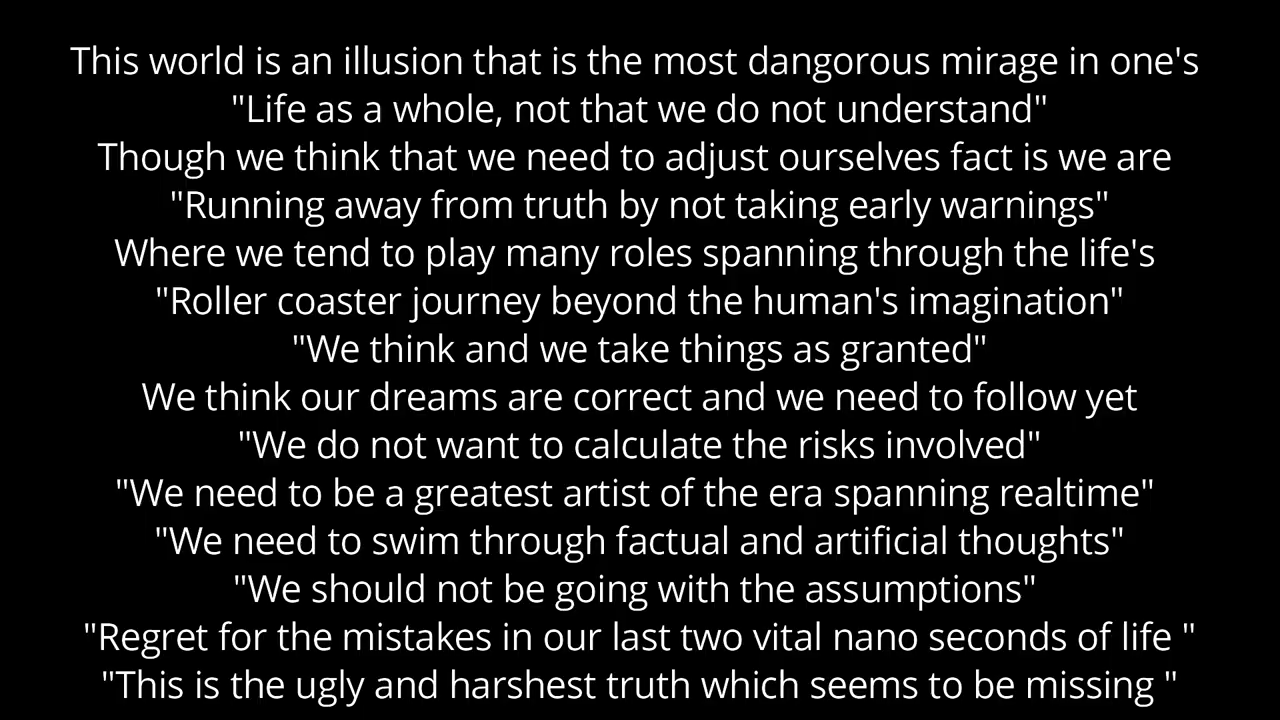 This world is an illusion that is the most dangorous mirage in one's
"Life as a whole, not that we do not understand"
Though we think that we need to adjust ourselves fact is we are
"Running away from truth by not taking early warnings"
Where we tend to play many roles spanning through the life's
"Roller coaster journey beyond the human's imagination"
"We think and we take things as granted"
We think our dreams are correct and we need to follow yet
"We do not want to calculate the risks involved"
"We need to be a greatest artist of the era spanning realtime"
"We need to swim through factual and artificial thoughts"
"We should not be going with the assumptions"
"Regret for the mistakes in our last two vital nano seconds of life "
"This is the ugly and harshest truth which seems to be missing "